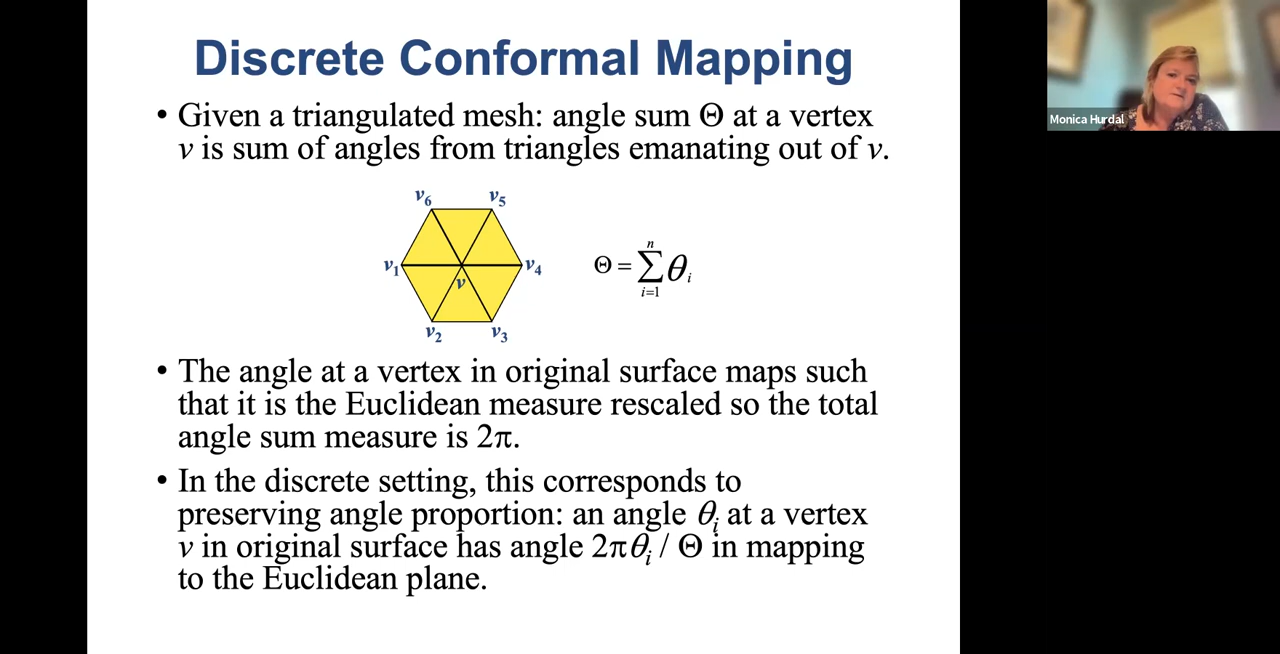 Discrete Conformal Mapping
• Given a triangulated mesh: angle sum Θ at a vertex
v is sum of angles from triangles emanating out of v.
v6 v5
v1 v v4
v2 v3
Θ = ∑ⁿᵢ₌₁ θᵢ
• The angle at a vertex in original surface maps such
that it is the Euclidean measure rescaled so the total
angle sum measure is 2π.
• In the discrete setting, this corresponds to
preserving angle proportion: an angle θᵢ at a vertex
v in original surface has angle 2πθᵢ / Θ in mapping
to the Euclidean plane.
Monica Hurdal